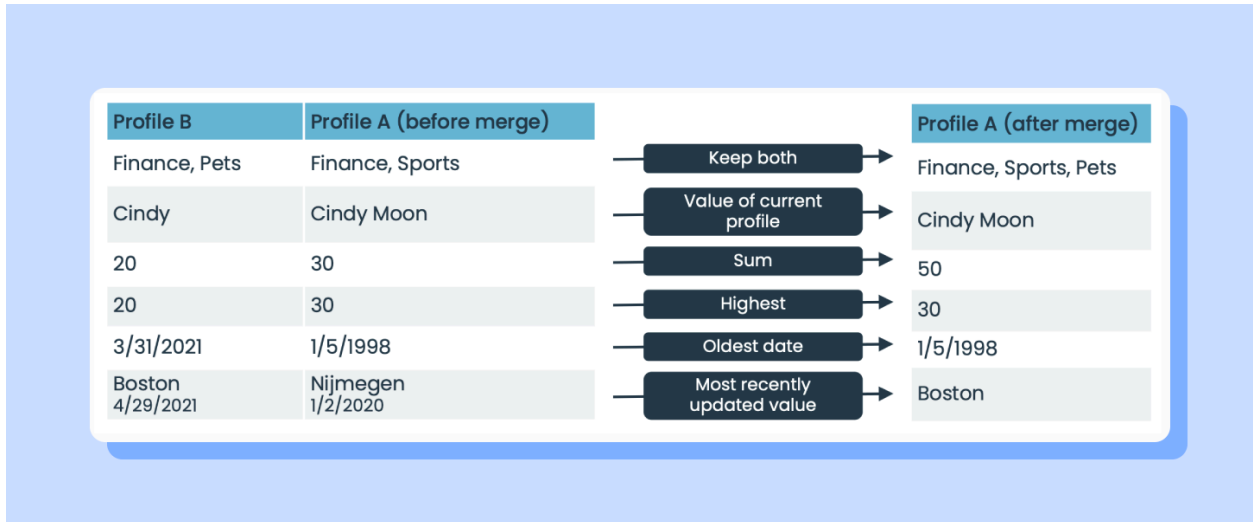 Profile B
Profile A (before merge)
Profile A (after merge)
Finance, Pets
Finance, Sports
Keep both
Finance, Sports, Pets
Cindy
Cindy Moon
Value of current
profile
Cindy Moon
20
30
Sum
50
20
30
Highest
30
3/31/2021
1/5/1998
Oldest date
1/5/1998
Boston
4/29/2021
Nijmegen
1/2/2020
Most recently
updated value
Boston